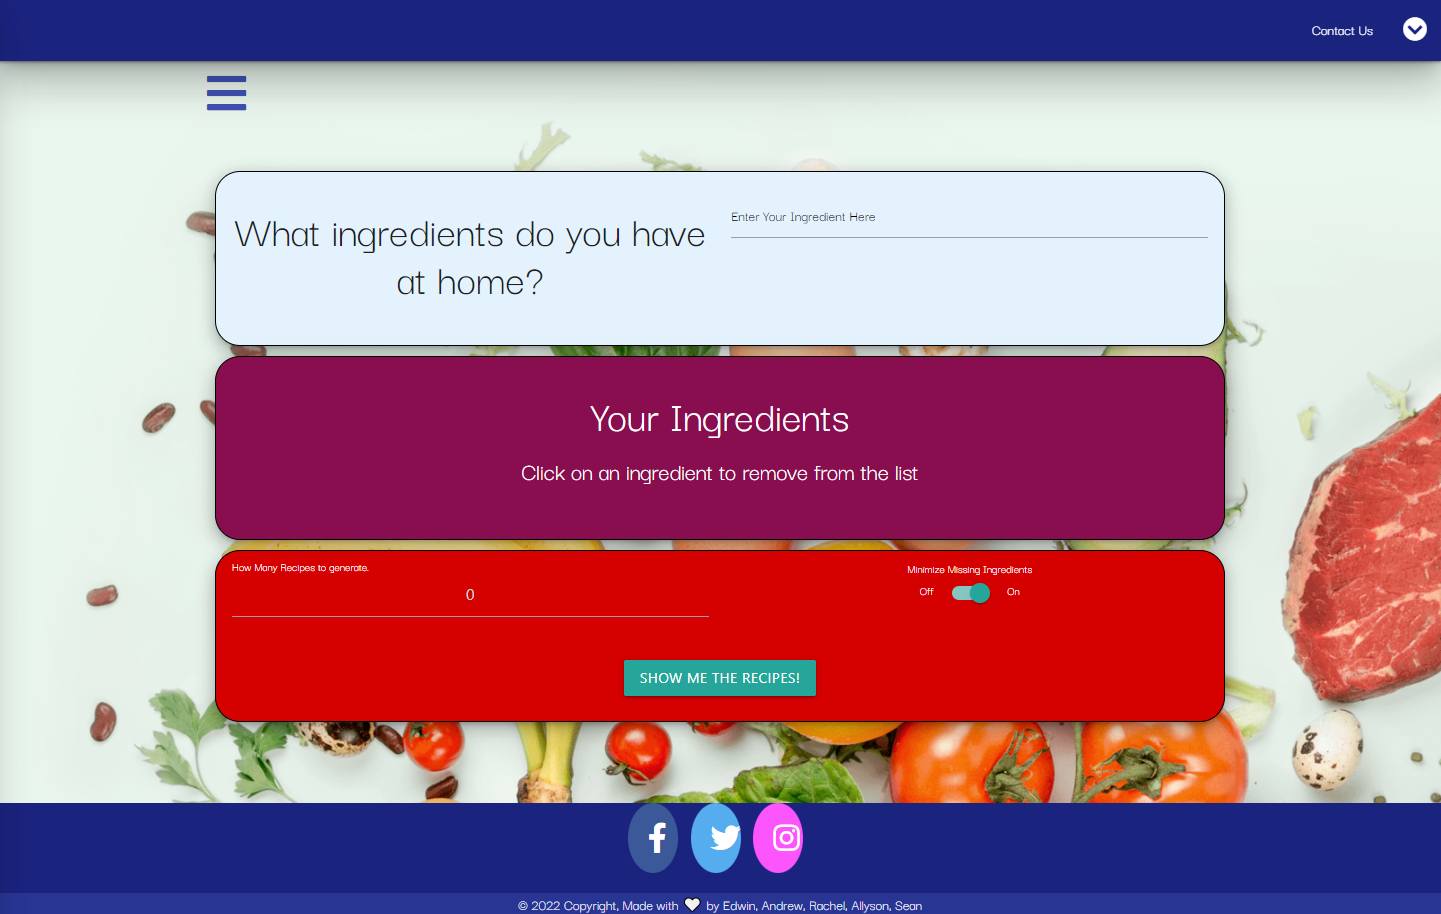 Contact Us
What ingredients do you have
at home?
Enter Your Ingredient Here
Your Ingredients
Click on an ingredient to remove from the list
How Many Recipes to generate.
0
Minimize Missing Ingredients
Off On
SHOW ME THE RECIPES!
© 2022 Copyright, Made with 🤍 by Edwin, Andrew, Rachel, Allyson, Sean